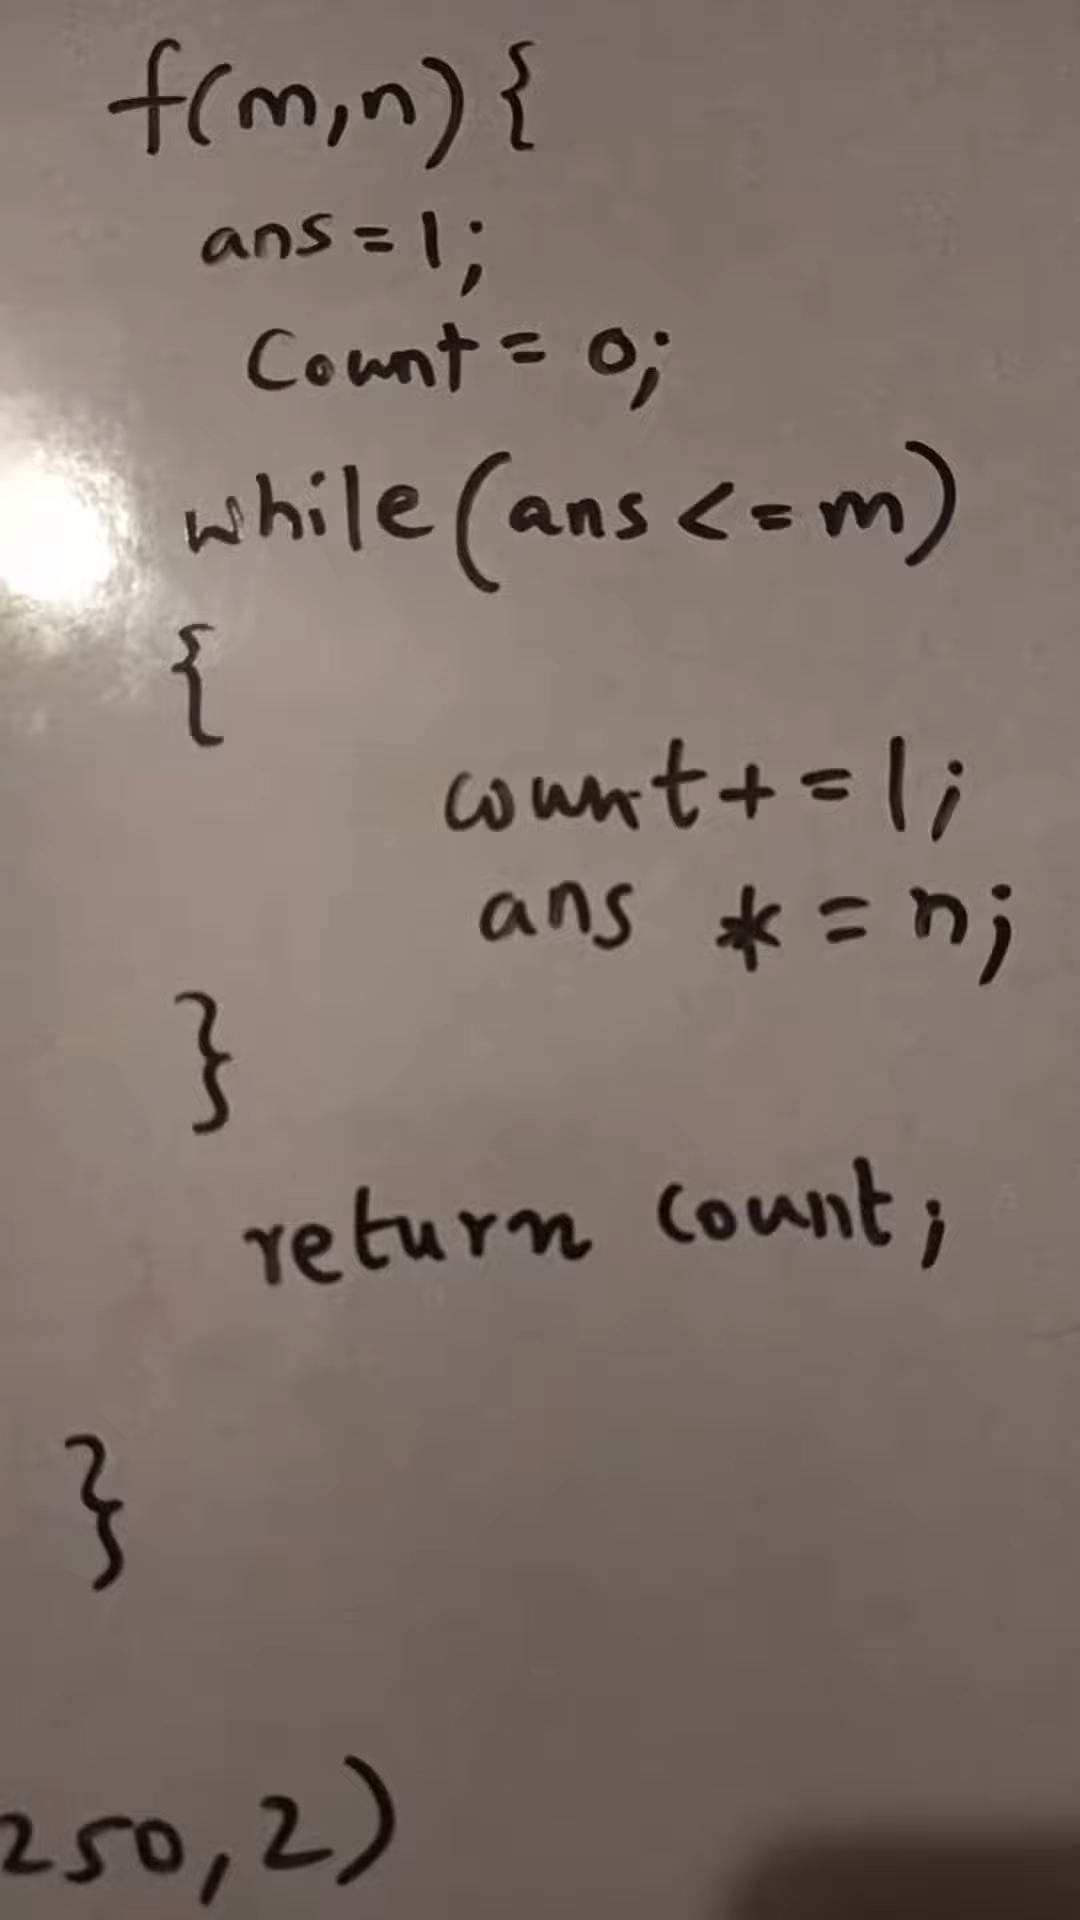 f(m,n){
ans=1;
Count=0;
while(ans<=m)
{
count+=1;
ans *=n;
}
return count;
}
250,2)